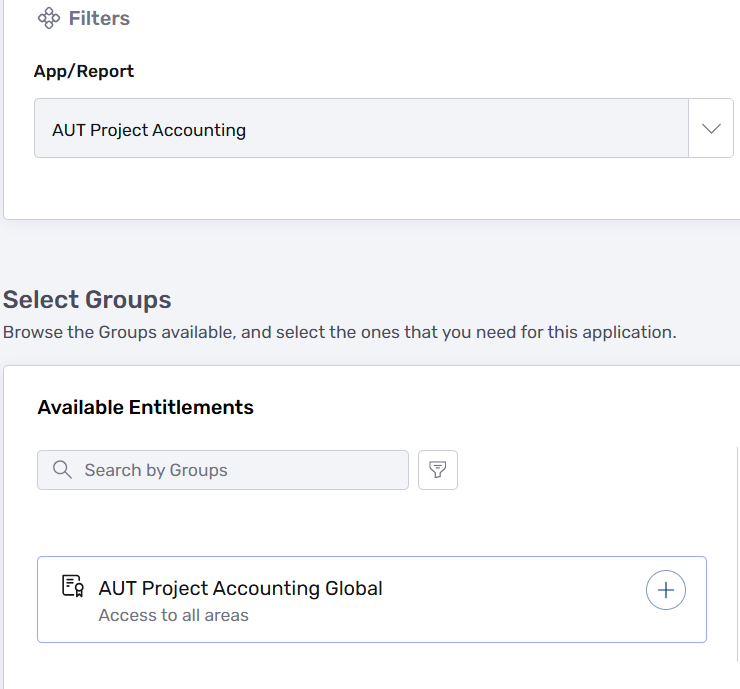 Filters
App/Report
AUT Project Accounting
Select Groups
Browse the Groups available, and select the ones that you need for this application.
Available Entitlements
Search by Groups
AUT Project Accounting Global
Access to all areas